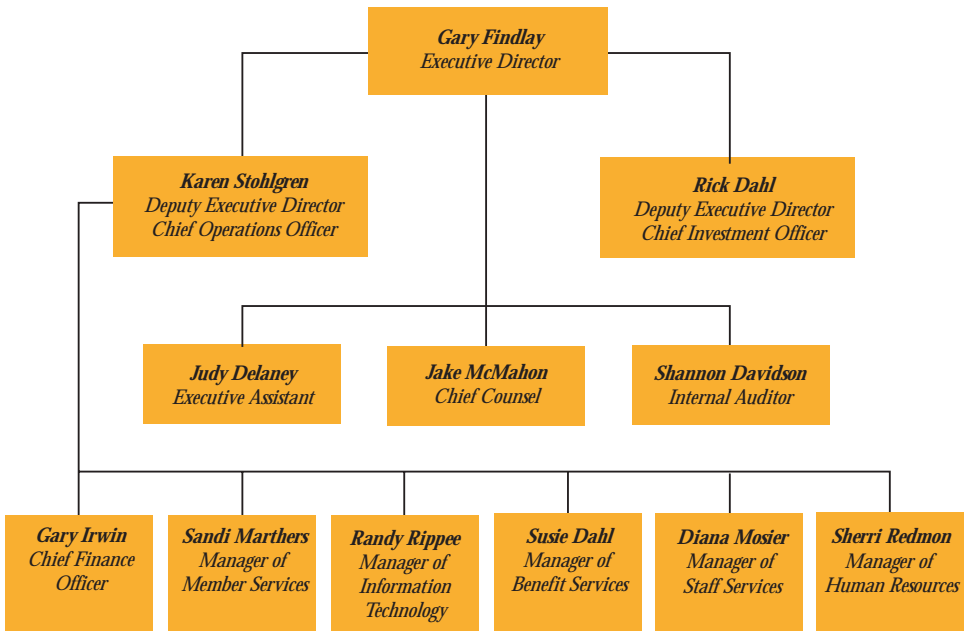 Gary Findlay
Executive Director
Karen Stohlgren
Deputy Executive Director
Chief Operations Officer
Rick Dahl
Deputy Executive Director
Chief Investment Officer
Judy Delaney
Executive Assistant
Jake McMahon
Chief Counsel
Shannon Davidson
Internal Auditor
Gary Irwin
Chief Finance
Officer
Sandi Marthers
Manager of
Member Services
Randy Rippee
Manager of
Information
Technology
Susie Dahl
Manager of
Benefit Services
Diana Mosier
Manager of
Staff Services
Sherri Redmon
Manager of
Human Resources